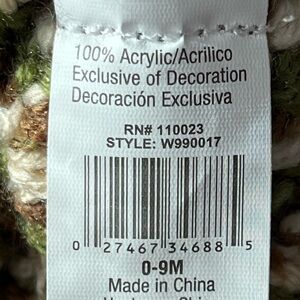 100% Acrylic/Acrilico
Exclusive of Decoration
Decoración Exclusiva
RN# 110023
STYLE: W990017
0 27467 34688 5
0-9M
Made in China